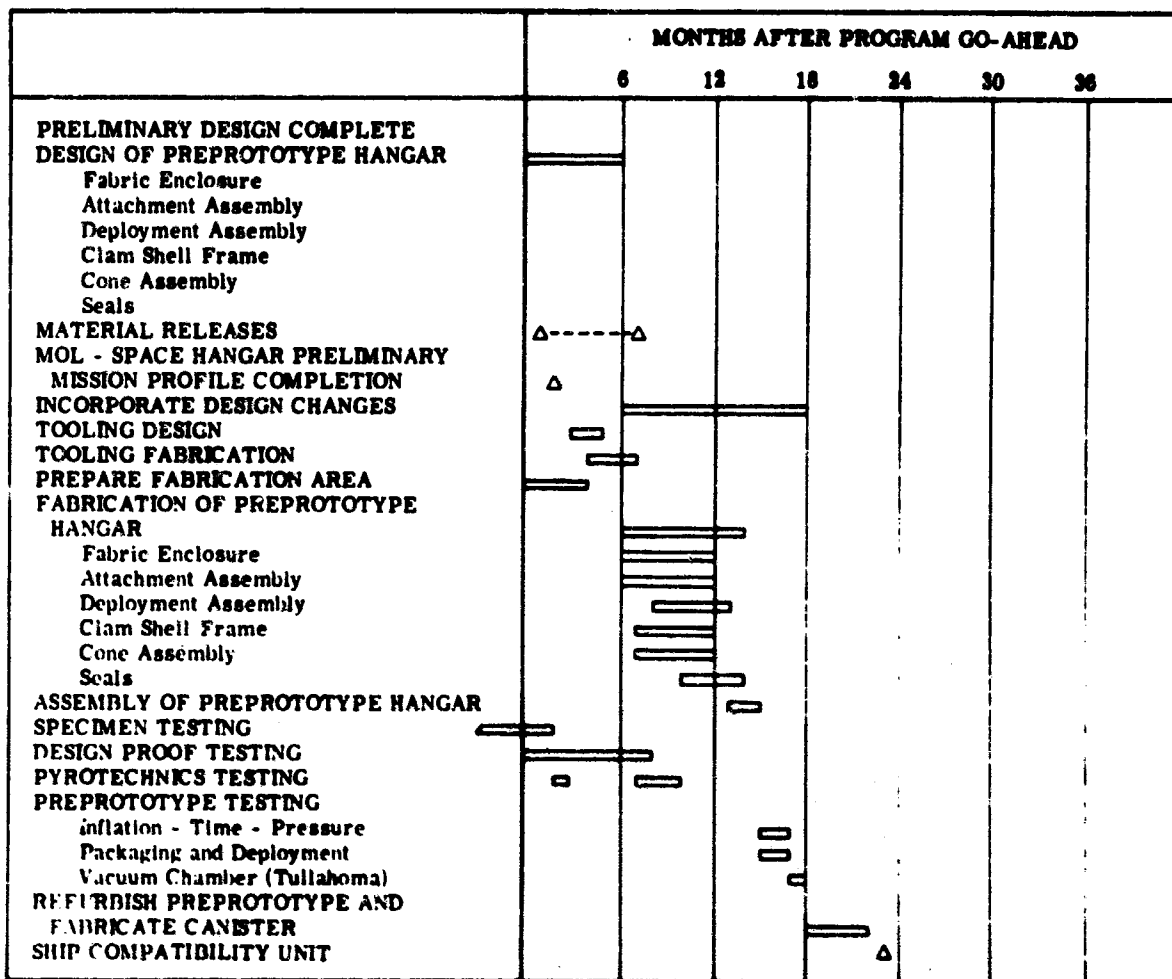 MONTHS AFTER PROGRAM GO-AHEAD
6 12 18 24 30 36
PRELIMINARY DESIGN COMPLETE
DESIGN OF PREPROTOTYPE HANGAR
Fabric Enclosure
Attachment Assembly
Deployment Assembly
Clam Shell Frame
Cone Assembly
Seals
MATERIAL RELEASES
MOL - SPACE HANGAR PRELIMINARY
MISSION PROFILE COMPLETION
INCORPORATE DESIGN CHANGES
TOOLING DESIGN
TOOLING FABRICATION
PREPARE FABRICATION AREA
FABRICATION OF PREPROTOTYPE
HANGAR
Fabric Enclosure
Attachment Assembly
Deployment Assembly
Clam Shell Frame
Cone Assembly
Seals
ASSEMBLY OF PREPROTOTYPE HANGAR
SPECIMEN TESTING
DESIGN PROOF TESTING
PYROTECHNICS TESTING
PREPROTOTYPE TESTING
Inflation - Time - Pressure
Packaging and Deployment
Vacuum Chamber (Tullahoma)
REFURBISH PREPROTOTYPE AND
FABRICATE CANISTER
SHIP COMPATIBILITY UNIT